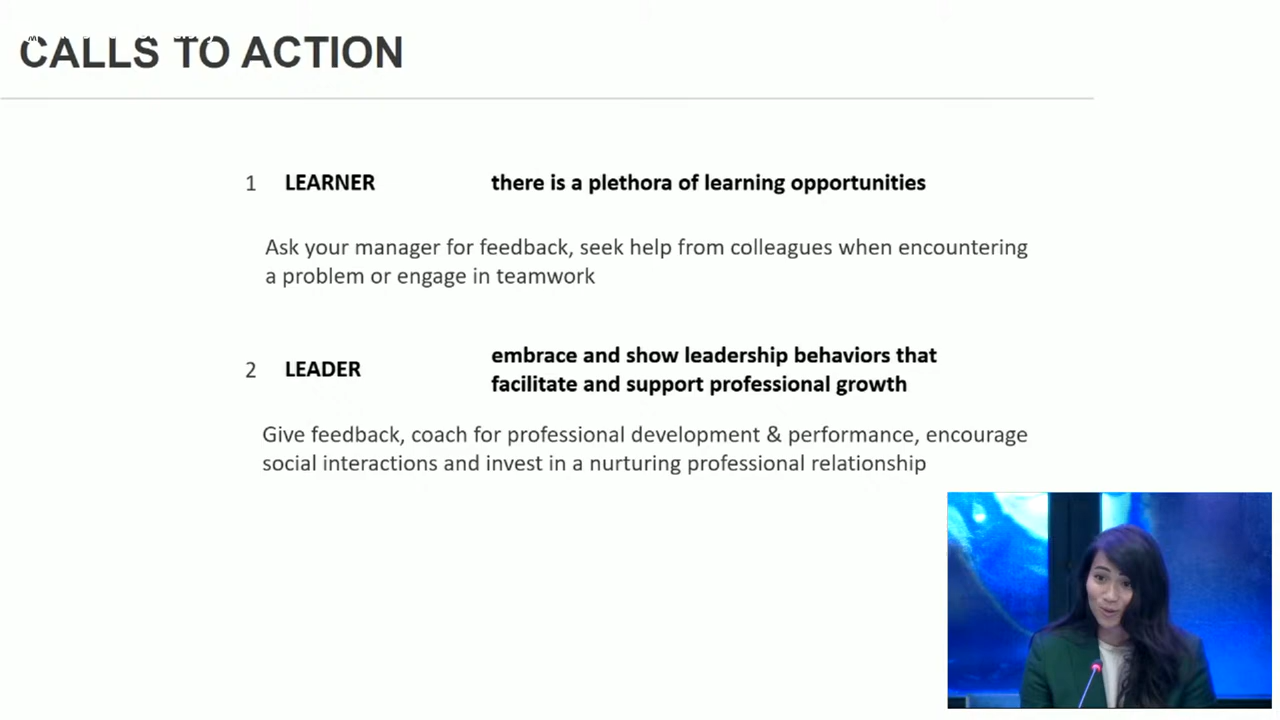 CALLS TO ACTION
1 LEARNER there is a plethora of learning opportunities
Ask your manager for feedback, seek help from colleagues when encountering
a problem or engage in teamwork
2 LEADER embrace and show leadership behaviors that
facilitate and support professional growth
Give feedback, coach for professional development & performance, encourage
social interactions and invest in a nurturing professional relationship